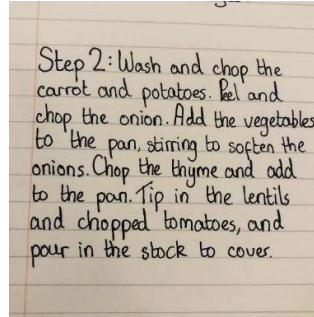 Step 2: Wash and chop the
carrot and potatoes. Peel and
chop the onion. Add the vegetables
to the pan, stirring to soften the
onions. Chop the thyme and add
to the pan. Tip in the lentils
and chopped tomatoes, and
pour in the stock to cover.